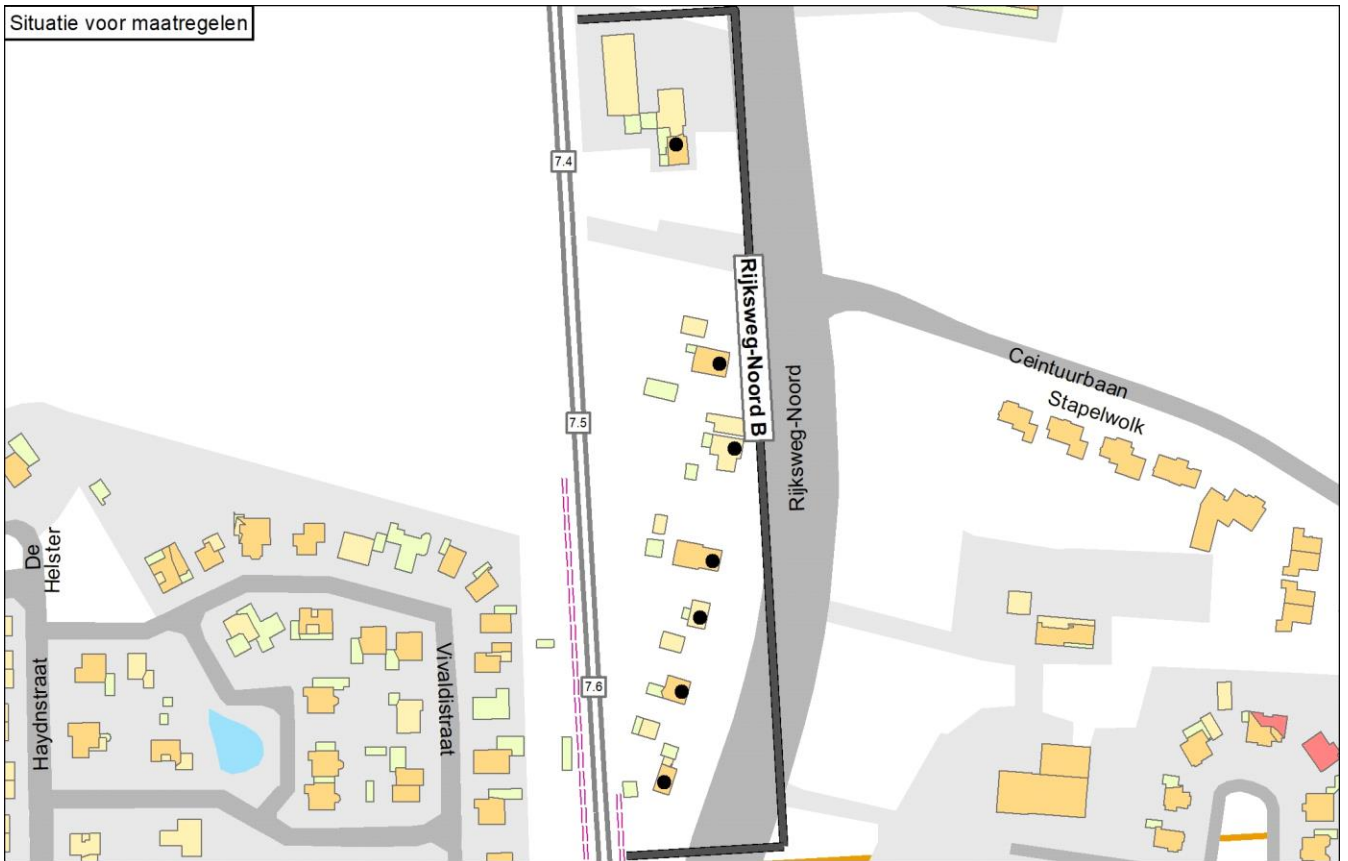 Situatie voor maatregelen
7.4
Rijksweg-Noord B
Ceintuurbaan
Rijksweg-Noord
Stapelwolk
7.5
De
Helster
Vivaldistraat
Haydnstraat
7.6